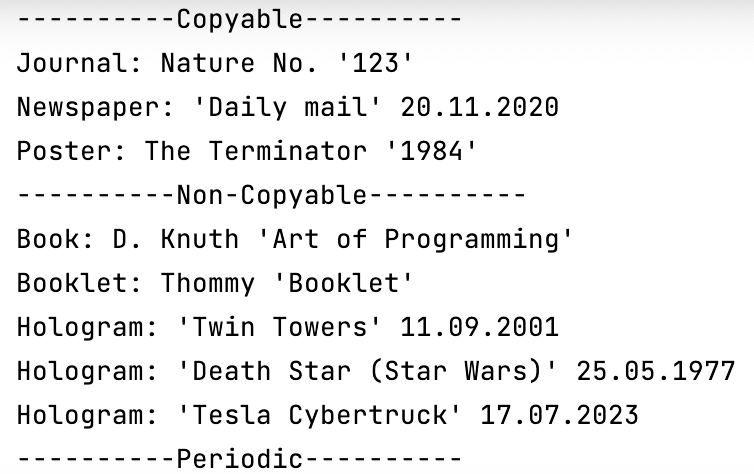 ----------Copyable----------
Journal: Nature No. '123'
Newspaper: 'Daily mail' 20.11.2020
Poster: The Terminator '1984'
----------Non-Copyable----------
Book: D. Knuth 'Art of Programming'
Booklet: Thommy 'Booklet'
Hologram: 'Twin Towers' 11.09.2001
Hologram: 'Death Star (Star Wars)' 25.05.1977
Hologram: 'Tesla Cybertruck' 17.07.2023
----------Periodic----------